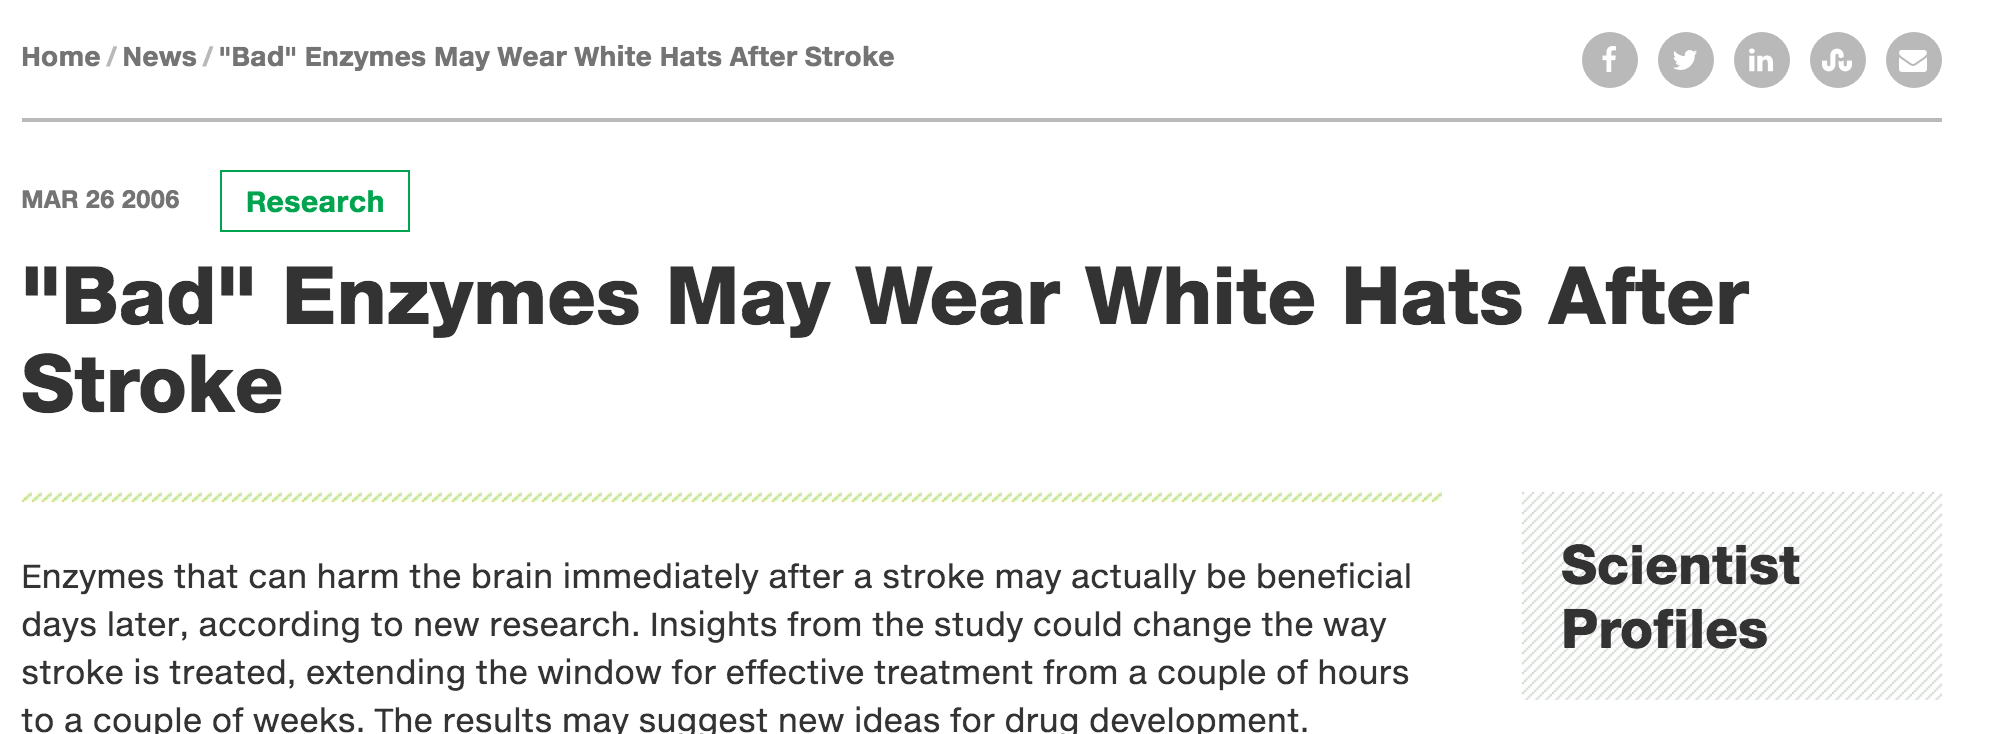 Home / News / "Bad" Enzymes May Wear White Hats After Stroke
MAR 26 2006
Research
"Bad" Enzymes May Wear White Hats After
Stroke
Enzymes that can harm the brain immediately after a stroke may actually be beneficial
days later, according to new research. Insights from the study could change the way
stroke is treated, extending the window for effective treatment from a couple of hours
to a couple of weeks. The results may suggest new ideas for drug development.
Scientist
Profiles